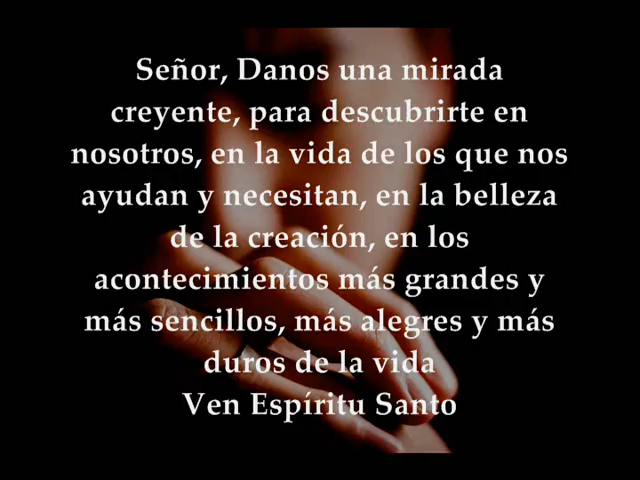 Señor, Danos una mirada
creyente, para descubrirte en
nosotros, en la vida de los que nos
ayudan y necesitan, en la belleza
de la creación, en los
acontecimientos más grandes y
más sencillos, más alegres y más
duros de la vida
Ven Espíritu Santo